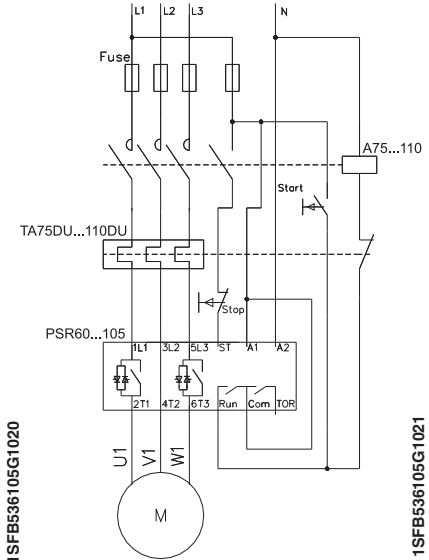 L1 L2 L3 N
Fuse
A75...110
Start
TA75DU...110DU
Stop
PSR60...105
1L1 3L2 5L3 ST A1 A2
2T1 4T2 6T3 Run Com TOR
U1 V1 W1
M
1SFB536105G1020
1SFB536105G1021